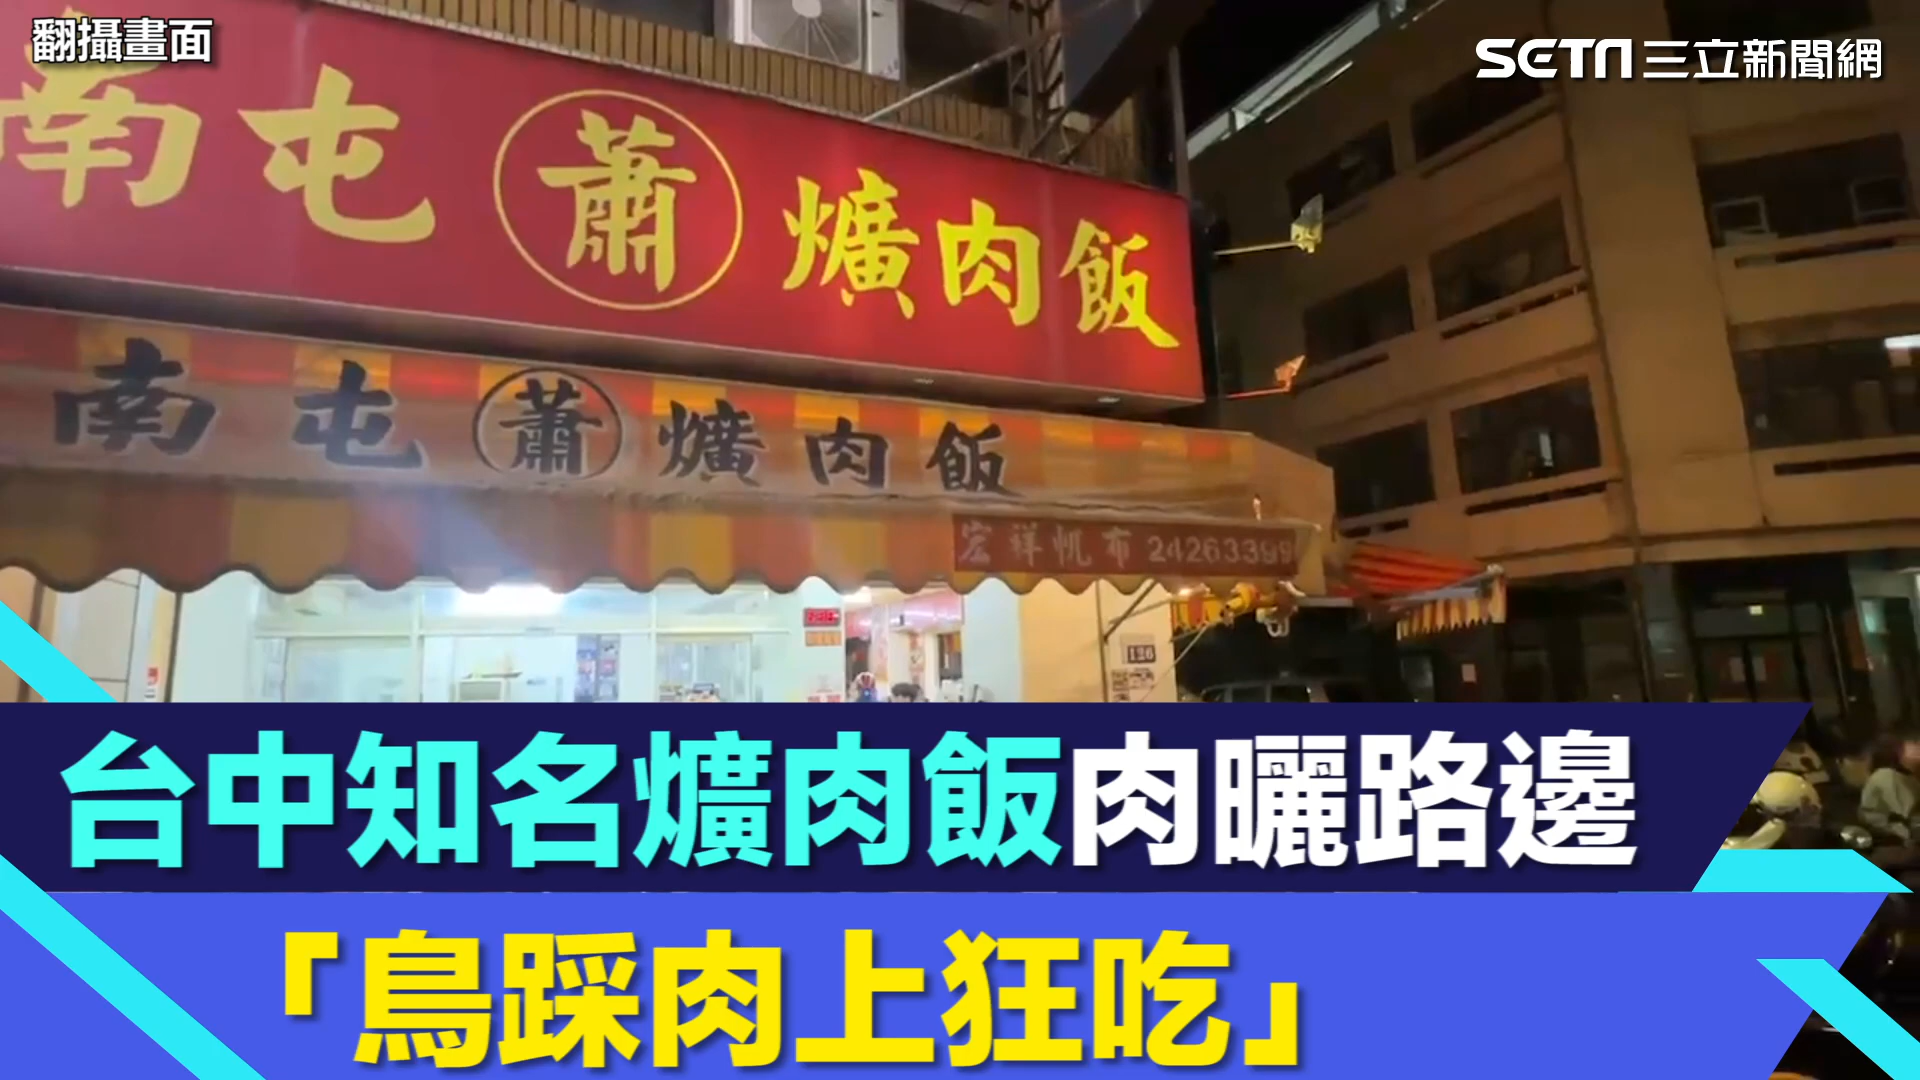 翻攝畫面
SETN三立新聞網
南屯蕭爌肉飯
南屯蕭爌肉飯
宏祥帆布 24263399
126
台中知名爌肉飯肉曬路邊
「鳥踩肉上狂吃」